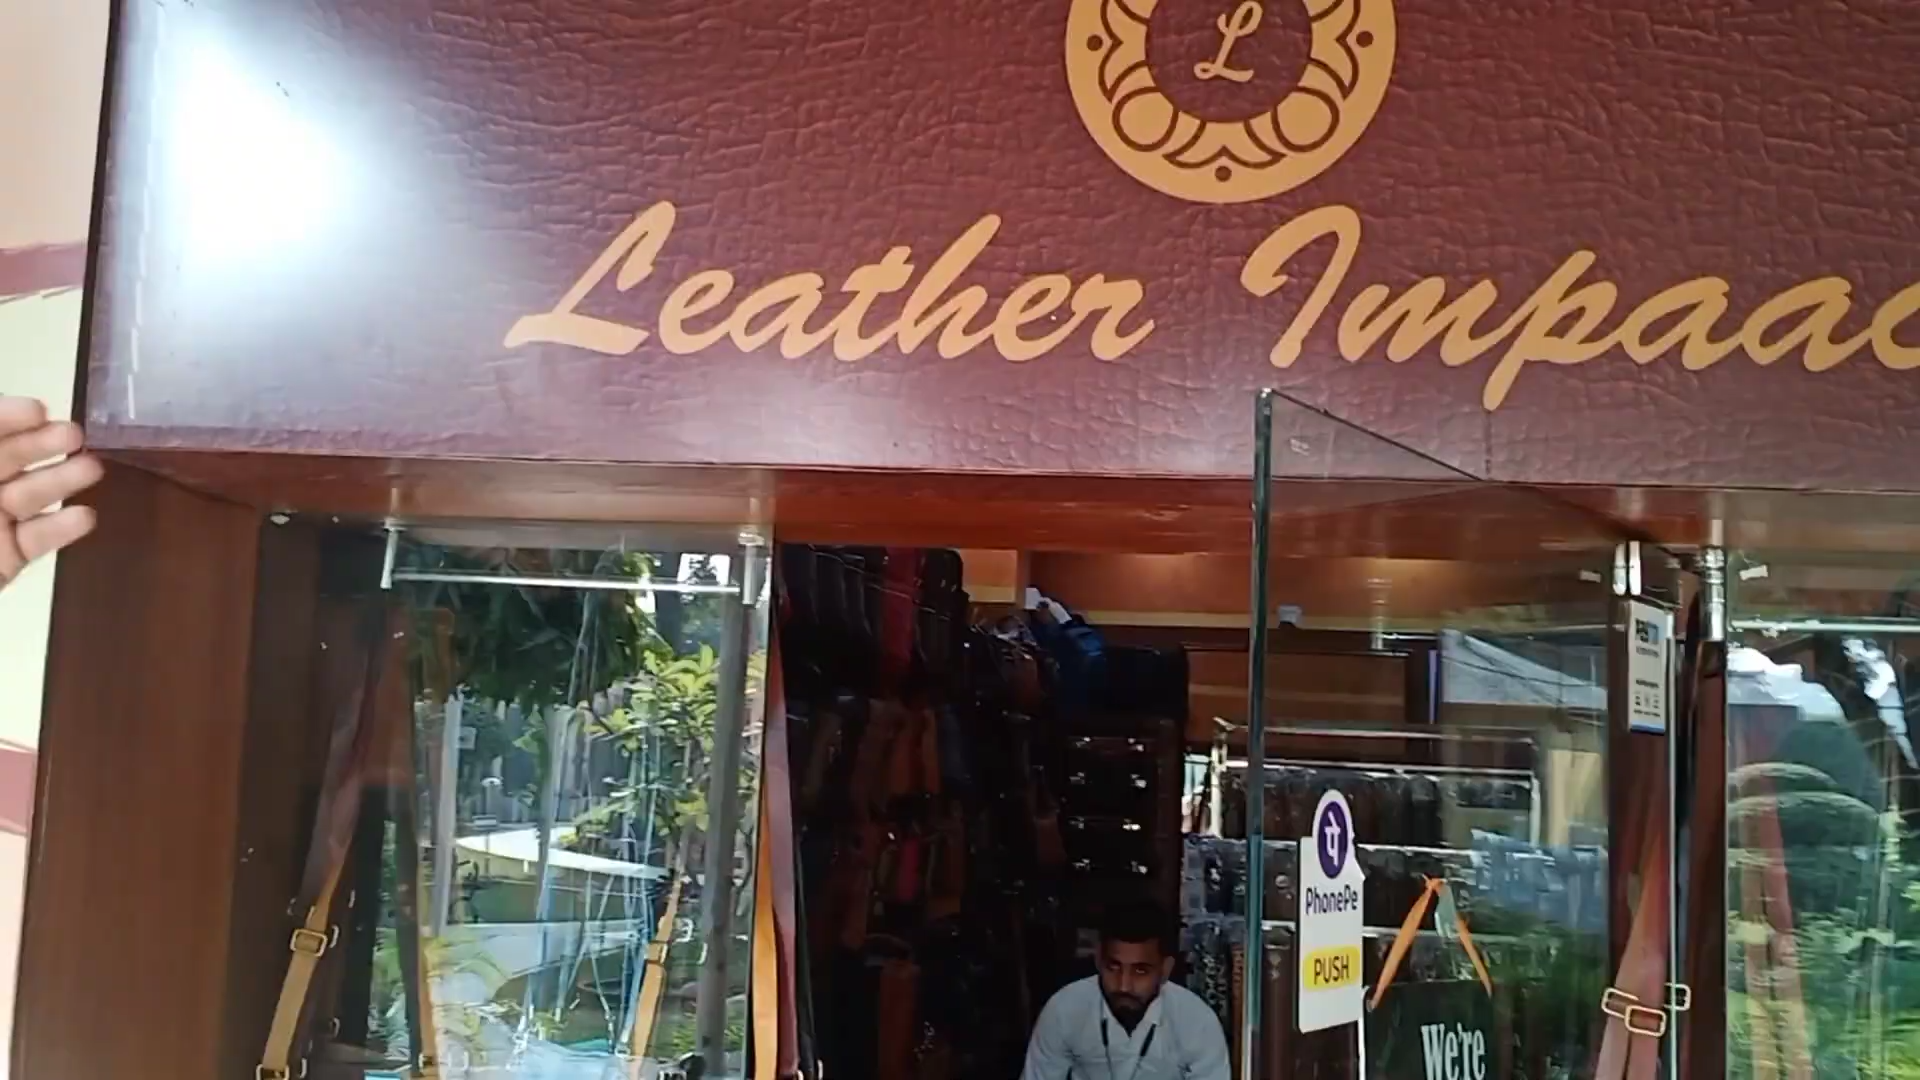 L
Leather Impaac
पे
PhonePe
PUSH
We're